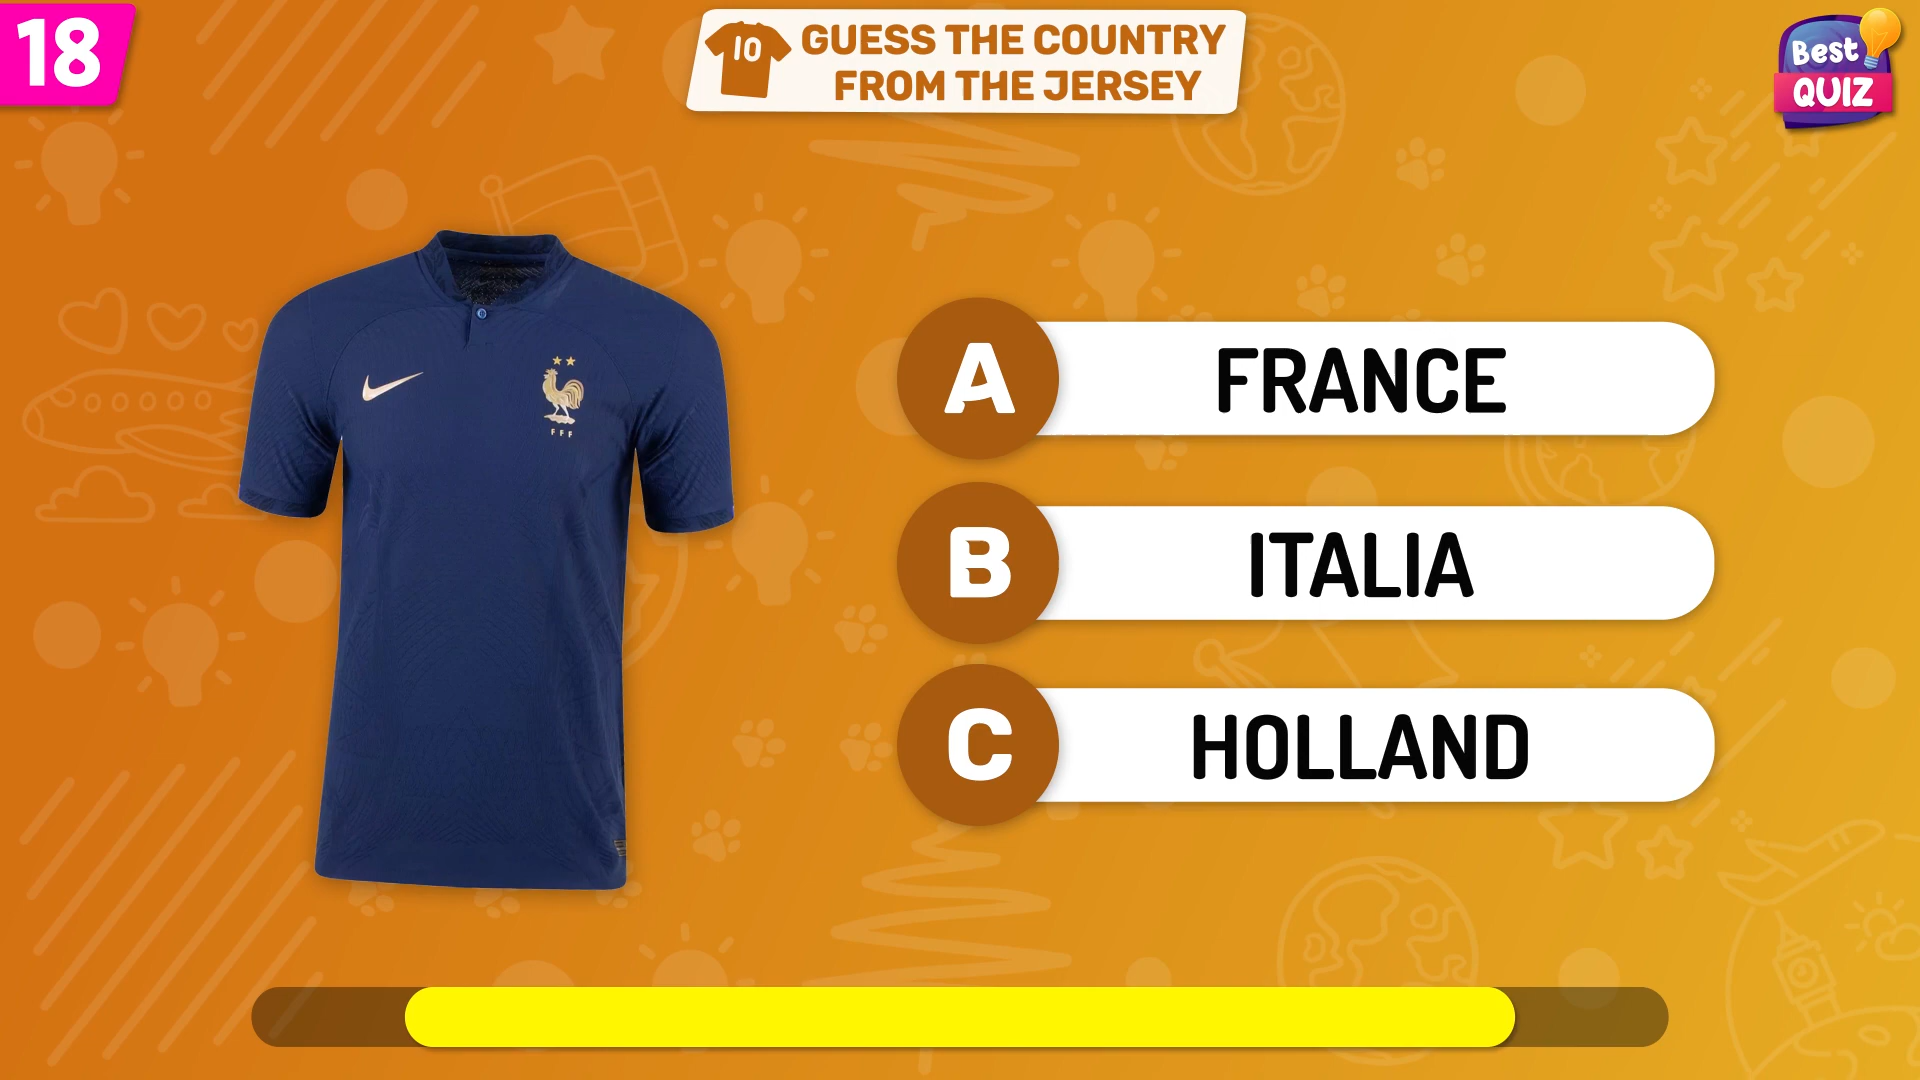 18
10
GUESS THE COUNTRY
FROM THE JERSEY
Best
QUIZ
FFF
A
FRANCE
B
ITALIA
C
HOLLAND